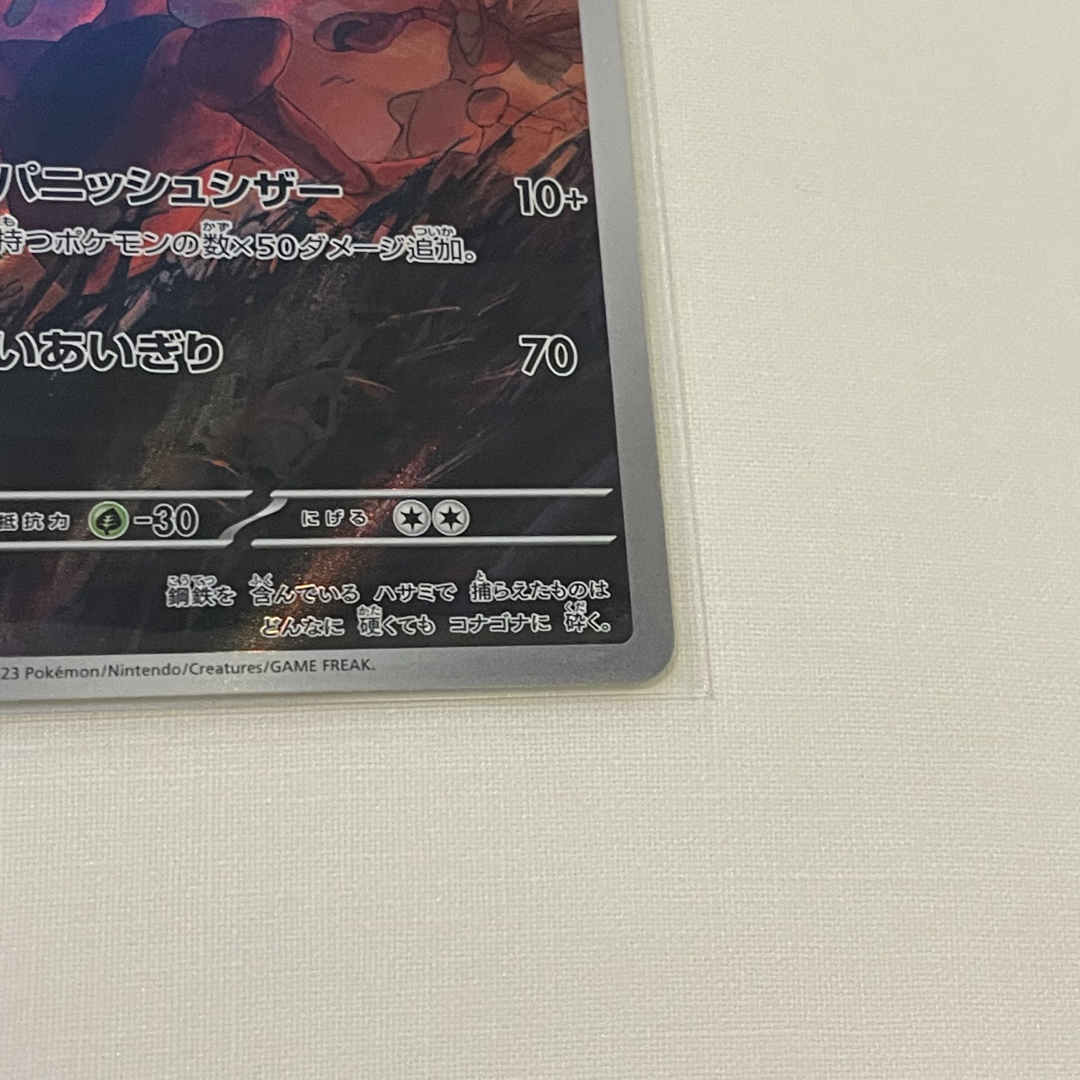 パニッシュシザー 10+
持つポケモンの数×50ダメージ追加。
いあいぎり 70
抵抗力 -30 にげる
鋼鉄を 含んでいる ハサミで 捕らえたものは
どんなに 硬くても コナゴナに 砕く。
23 Pokémon/Nintendo/Creatures/GAME FREAK.